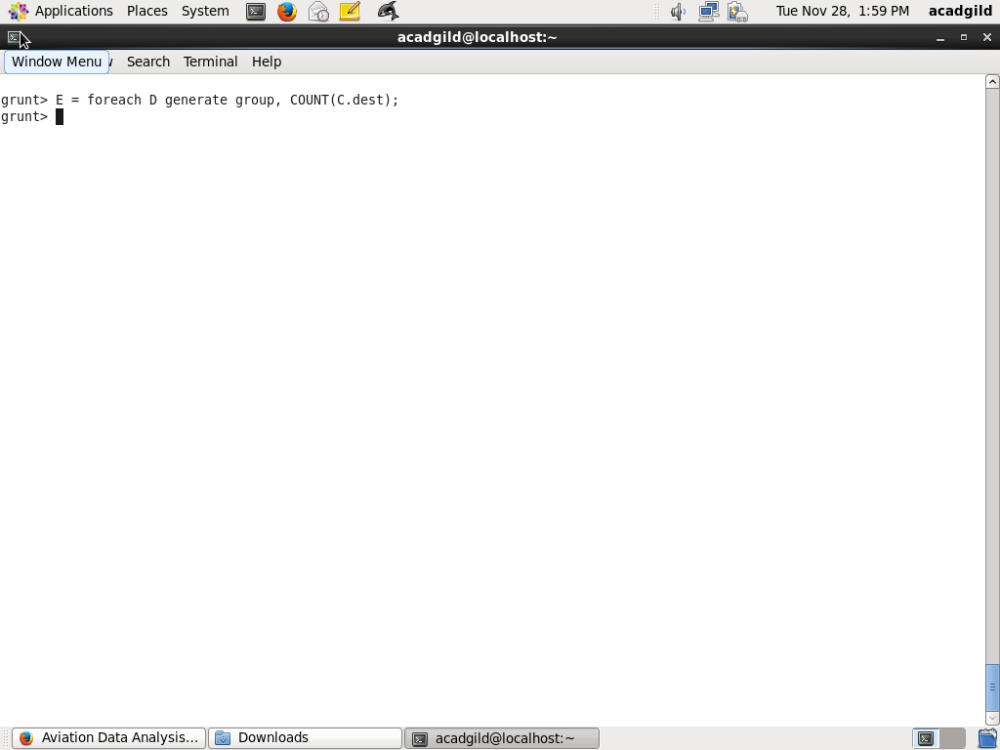 Applications Places System Tue Nov 28, 1:59 PM acadgild
acadgild@localhost:~
Window Menu Search Terminal Help
grunt> E = foreach D generate group, COUNT(C.dest);
grunt>
Aviation Data Analysis... Downloads acadgild@localhost:~